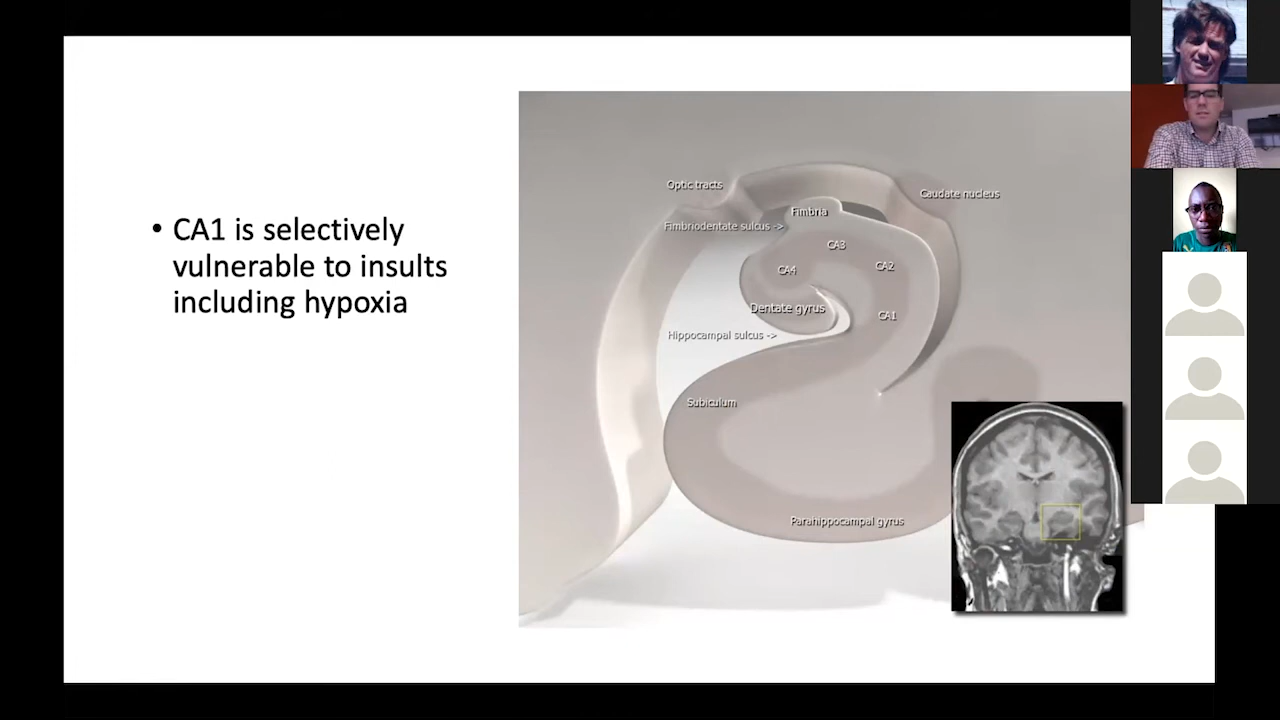 • CA1 is selectively
vulnerable to insults
including hypoxia
Optic tracts
Caudate nucleus
Fimbria
Fimbriodentate sulcus ->
CA3
CA4
CA2
Dentate gyrus
CA1
Hippocampal sulcus ->
Subiculum
Parahippocampal gyrus